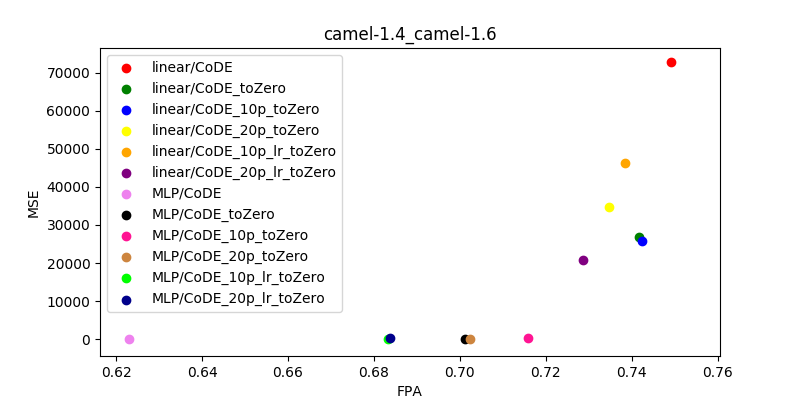 camel-1.4_camel-1.6
MSE
70000
60000
50000
40000
30000
20000
10000
0
linear/CoDE
linear/CoDE_toZero
linear/CoDE_10p_toZero
linear/CoDE_20p_toZero
linear/CoDE_10p_lr_toZero
linear/CoDE_20p_lr_toZero
MLP/CoDE
MLP/CoDE_toZero
MLP/CoDE_10p_toZero
MLP/CoDE_20p_toZero
MLP/CoDE_10p_lr_toZero
MLP/CoDE_20p_lr_toZero
0.62 0.64 0.66 0.68 0.70 0.72 0.74 0.76
FPA